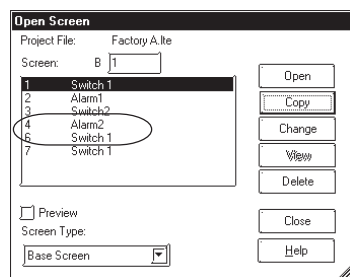 Open Screen
Project File: Factory A.lte
Screen: B 1
1 Switch 1
2 Alarm1
3 Switch2
4 Alarm2
6 Switch 1
7 Switch 1
Open
Copy
Change
View
Delete
Preview
Screen Type:
Base Screen
Close
Help